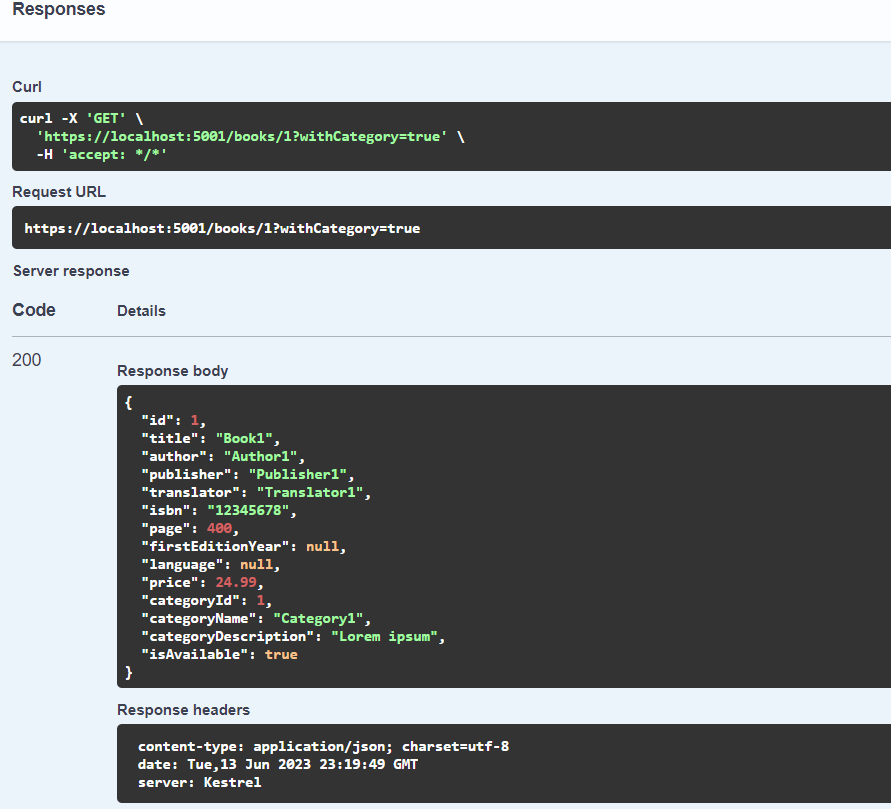 Responses
Curl
curl -X 'GET' \
'https://localhost:5001/books/1?withCategory=true' \
-H 'accept: */*'
Request URL
https://localhost:5001/books/1?withCategory=true
Server response
Code Details
200
Response body
{
"id": 1,
"title": "Book1",
"author": "Author1",
"publisher": "Publisher1",
"translator": "Translator1",
"isbn": "12345678",
"page": 400,
"firstEditionYear": null,
"language": null,
"price": 24.99,
"categoryId": 1,
"categoryName": "Category1",
"categoryDescription": "Lorem ipsum",
"isAvailable": true
}
Response headers
content-type: application/json; charset=utf-8
date: Tue,13 Jun 2023 23:19:49 GMT
server: Kestrel